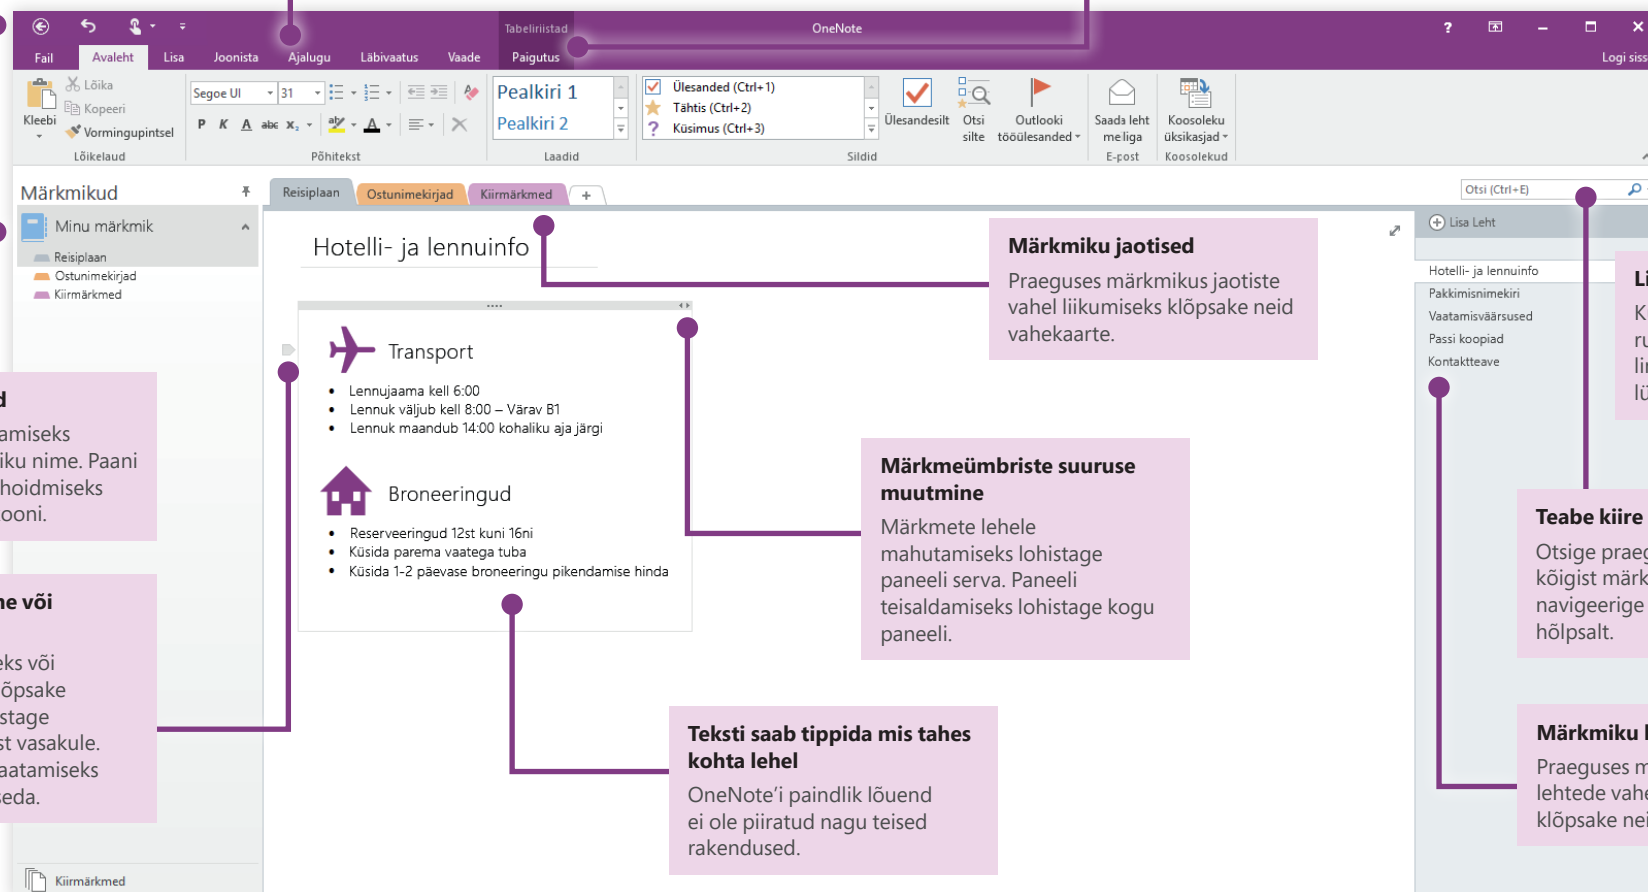 Tabeliriistad
OneNote
?
Fail
Avaleht
Lisa
Joonista
Ajalugu
Läbivaatus
Vaade
Paigutus
Logi siss
Kleebi
Lõika
Kopeeri
Vormingupintsel
Lõikelaud
Segoe UI
31
P K A abc x₂
Põhitekst
Pealkiri 1
Pealkiri 2
Laadid
Ülesanded (Ctrl+1)
Tähtis (Ctrl+2)
Küsimus (Ctrl+3)
Ülesandesilt
Otsi
silte
Outlooki
tööülesanded
Sildid
Saada leht
meiliga
E-post
Koosoleku
üksikasjad
Koosolekud
Märkmikud
Minu märkmik
Reisiplaan
Ostunimekirjad
Kiirmärkmed
Reisiplaan
Ostunimekirjad
Kiirmärkmed
+
Otsi (Ctrl+E)
Hotelli- ja lennuinfo
Transport
• Lennujaama kell 6:00
• Lennuk väljub kell 8:00 – Värav B1
• Lennuk maandub 14:00 kohaliku aja järgi
Broneeringud
• Reserveeringud 12st kuni 16ni
• Küsida parema vaatega tuba
• Küsida 1-2 päevase broneeringu pikendamise hinda
Märkmiku jaotised
Praeguses märkmikus jaotiste
vahel liikumiseks klõpsake neid
vahekaarte.
Märkmeümbriste suuruse
muutmine
Märkmete lehele
mahutamiseks lohistage
paneeli serva. Paneeli
teisaldamiseks lohistage kogu
paneeli.
Teksti saab tippida mis tahes
kohta lehel
OneNote'i paindlik lõuend
ei ole piiratud nagu teised
rakendused.
d
amiseks
iku nime. Paani
hoidmiseks
ooni.
ne või
eks või
õpsake
stage
st vasakule.
aatamiseks
seda.
Kiirmärkmed
Lisa Leht
Hotelli- ja lennuinfo
Pakkimisnimekiri
Vaatamisväärsused
Passi koopiad
Kontaktteave
Li
K
ru
lin
lü
Teabe kiire
Otsige praeg
kõigist märk
navigeerige
hõlpsalt.
Märkmiku l
Praeguses m
lehtede vahe
klõpsake nei